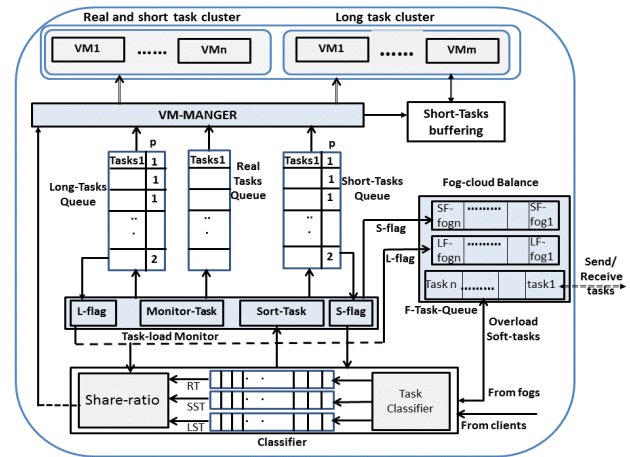 Real and short task cluster
Long task cluster
VM1 ...... VMn
VM1 ...... VMm
VM-MANGER
Short-Tasks
buffering
p
p
Long-Tasks
Queue
Tasks1 1
1
1
..
.
2
Real
Tasks
Queue
Tasks1
..
.
Short-Tasks
Queue
Tasks1 1
1
1
..
.
2
Fog-cloud Balance
S-flag
SF-
fogn
.........
SF-
fog1
L-flag
LF-
fogn
.........
LF-
fog1
Task n ......... task1
F-Task-Queue
Send/
Receive
tasks
L-flag
Monitor-Task
Sort-Task
S-flag
Task-load Monitor
Overload
Soft-tasks
Share-ratio
RT
SST
LST
. .
. .
. .
Task
Classifier
From fogs
From clients
Classifier